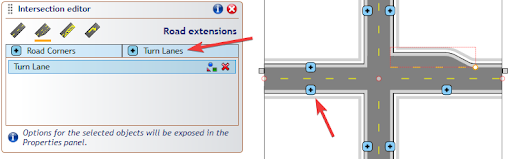 Intersection editor
Road extensions
Road Corners
Turn Lanes
Turn Lane
Options for the selected objects will be exposed in the
Properties panel.